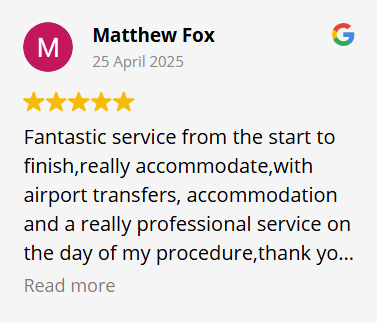 M
Matthew Fox
25 April 2025
Fantastic service from the start to
finish,really accommodate,with
airport transfers, accommodation
and a really professional service on
the day of my procedure,thank yo...
Read more